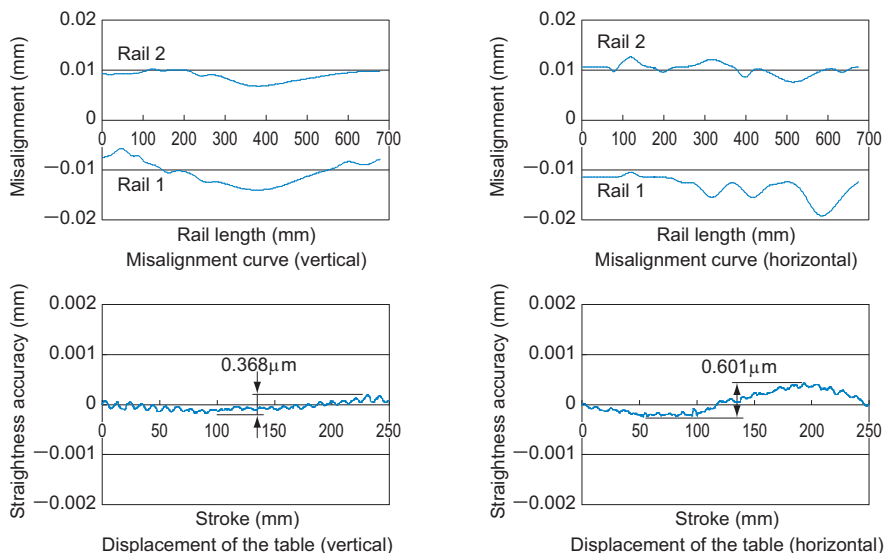 0.02
0.01
0
−0.01
−0.02
Misalignment (mm)
Rail 2
0 100 200 300 400 500 600 700
Rail 1
Rail length (mm)
Misalignment curve (vertical)
0.02
0.01
0
−0.01
−0.02
Misalignment (mm)
Rail 2
0 100 200 300 400 500 600 700
Rail 1
Rail length (mm)
Misalignment curve (horizontal)
0.002
0.001
0
−0.001
−0.002
Straightness accuracy (mm)
0.368μm
0 50 100 150 200 250
Stroke (mm)
Displacement of the table (vertical)
0.002
0.001
0
−0.001
−0.002
Straightness accuracy (mm)
0.601μm
0 50 100 150 200 250
Stroke (mm)
Displacement of the table (horizontal)